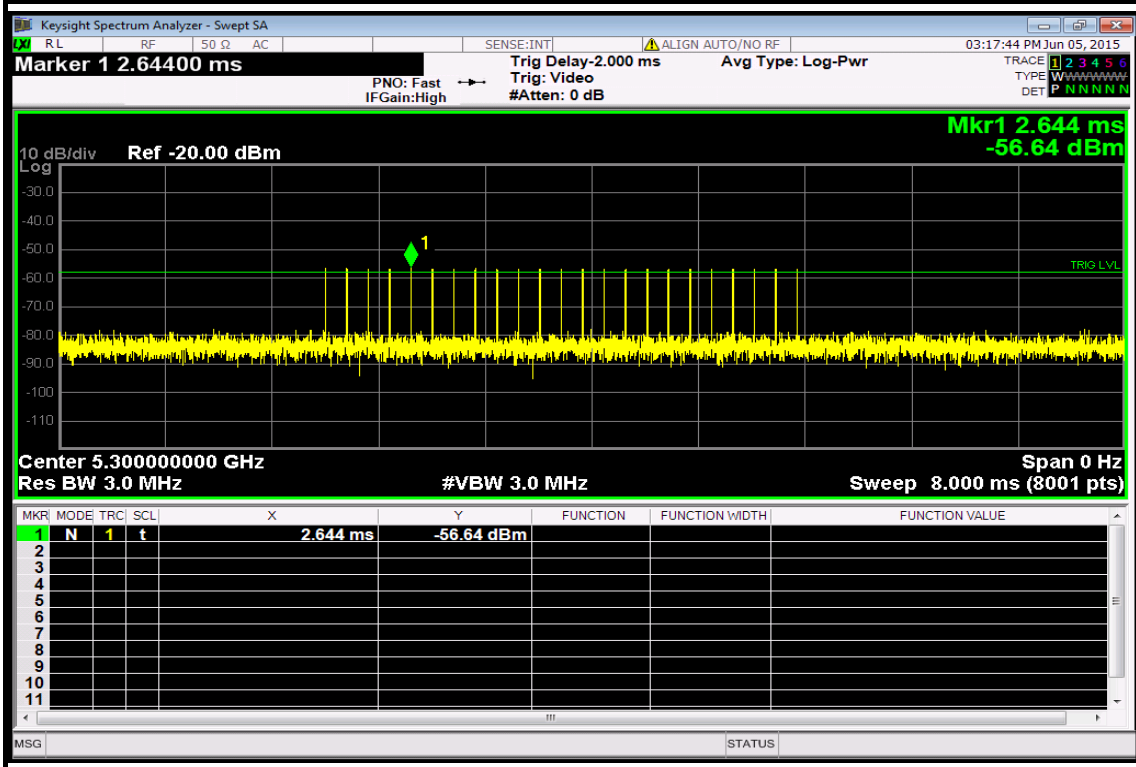 Keysight Spectrum Analyzer - Swept SA
LXI RL RF 50 Ω AC SENSE:INT ALIGN AUTO/NO RF 03:17:44 PM Jun 05, 2015
Marker 1 2.64400 ms
PNO: Fast
IFGain:High
Trig Delay-2.000 ms
Trig: Video
#Atten: 0 dB
Avg Type: Log-Pwr
TRACE 1 2 3 4 5 6
TYPE WWWWWW
DET P N N N N N
Mkr1 2.644 ms
-56.64 dBm
10 dB/div Ref -20.00 dBm
Log
-30.0
-40.0
1
-50.0
TRIG LVL
-60.0
-70.0
-80.0
-90.0
-100
-110
Center 5.300000000 GHz Span 0 Hz
Res BW 3.0 MHz #VBW 3.0 MHz Sweep 8.000 ms (8001 pts)
MKR MODE TRC SCL X Y FUNCTION FUNCTION WIDTH FUNCTION VALUE
1 N 1 t 2.644 ms -56.64 dBm
2
3
4
5
6
7
8
9
10
11
MSG STATUS